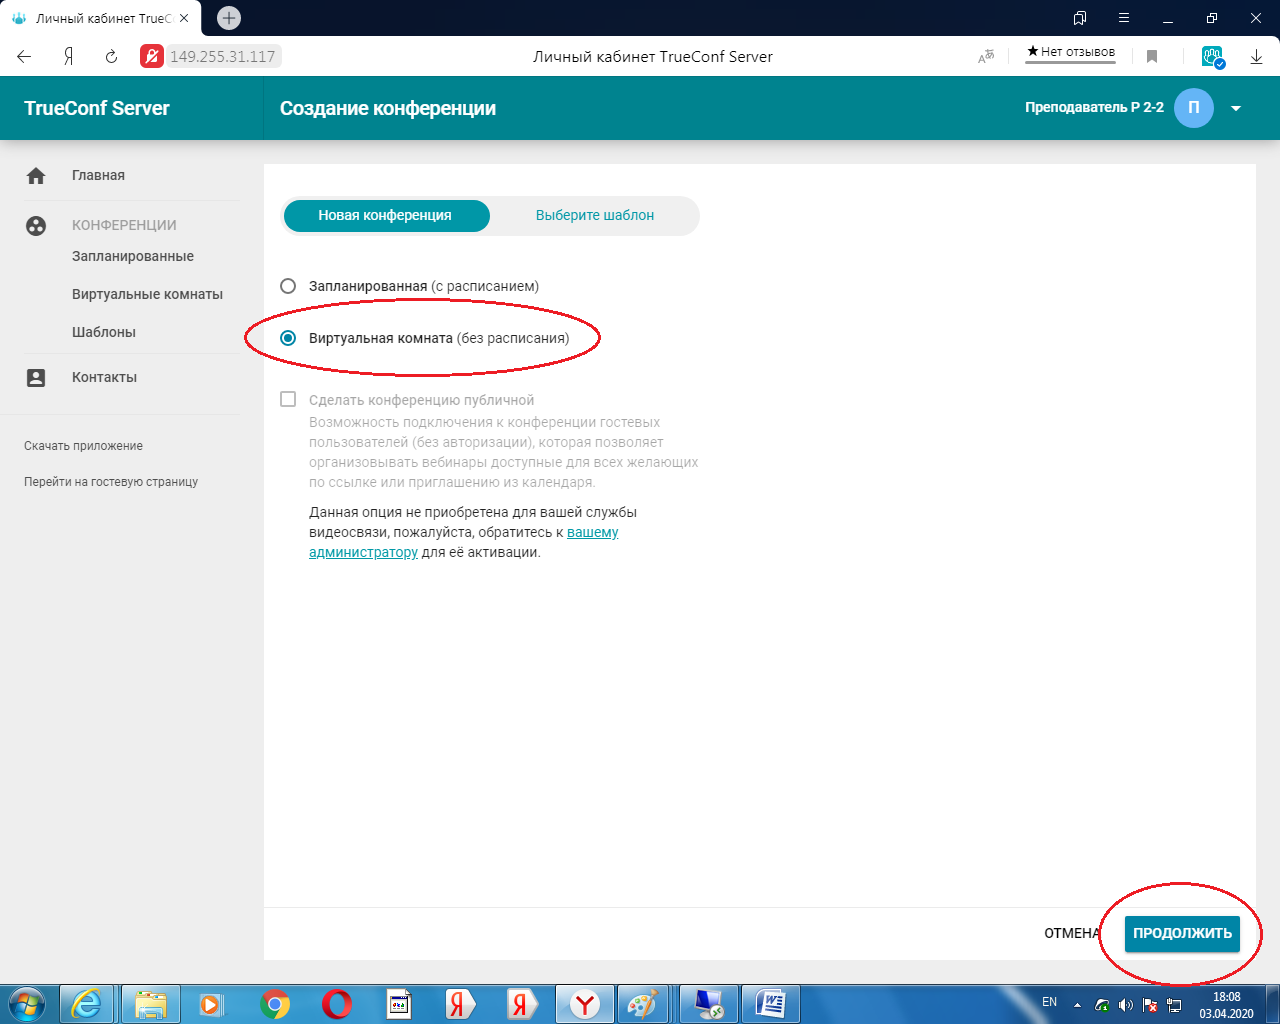 Личный кабинет TrueC
149.255.31.117
Личный кабинет TrueConf Server
★Нет отзывов
TrueConf Server
Создание конференции
Преподаватель Р 2-2
П
Главная
КОНФЕРЕНЦИИ
Запланированные
Виртуальные комнаты
Шаблоны
Контакты
Скачать приложение
Перейти на гостевую страницу
Новая конференция
Выберите шаблон
Запланированная (с расписанием)
Виртуальная комната (без расписания)
Сделать конференцию публичной
Возможность подключения к конференции гостевых
пользователей (без авторизации), которая позволяет
организовывать вебинары доступные для всех желающих
по ссылке или приглашению из календаря.
Данная опция не приобретена для вашей службы
видеосвязи, пожалуйста, обратитесь к вашему
администратору для её активации.
ОТМЕНА
ПРОДОЛЖИТЬ
EN
18:08
03.04.2020